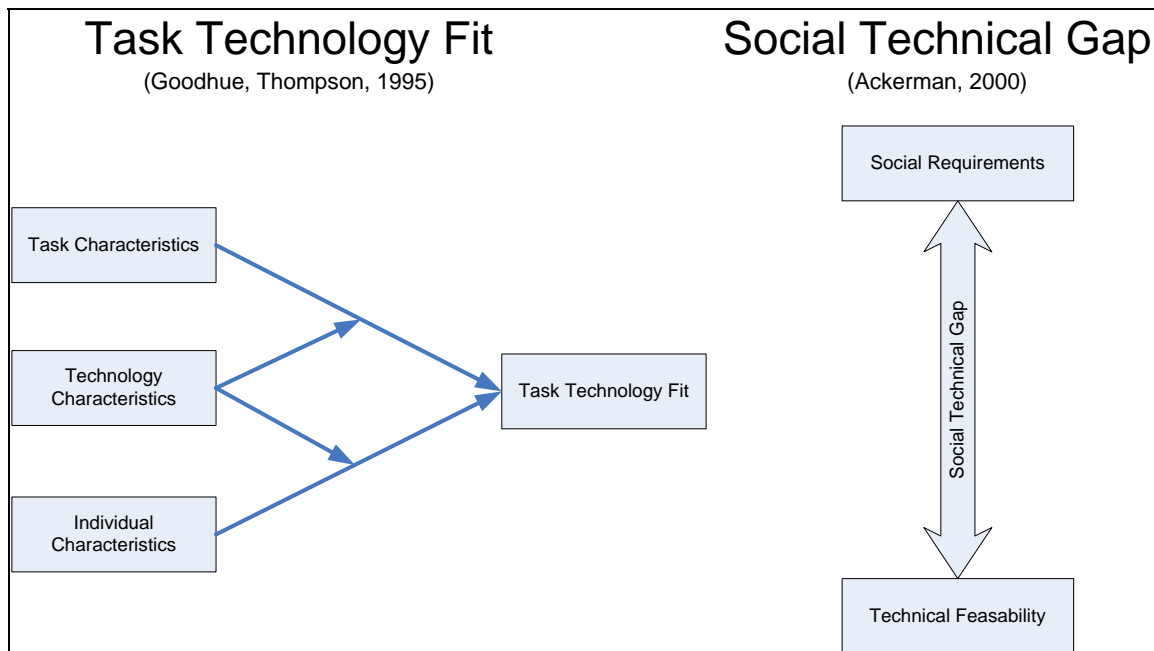 Task Technology Fit
(Goodhue, Thompson, 1995)
Task Characteristics
Technology
Characteristics
Individual
Characteristics
Task Technology Fit
Social Technical Gap
(Ackerman, 2000)
Social Requirements
Social Technical Gap
Technical Feasability